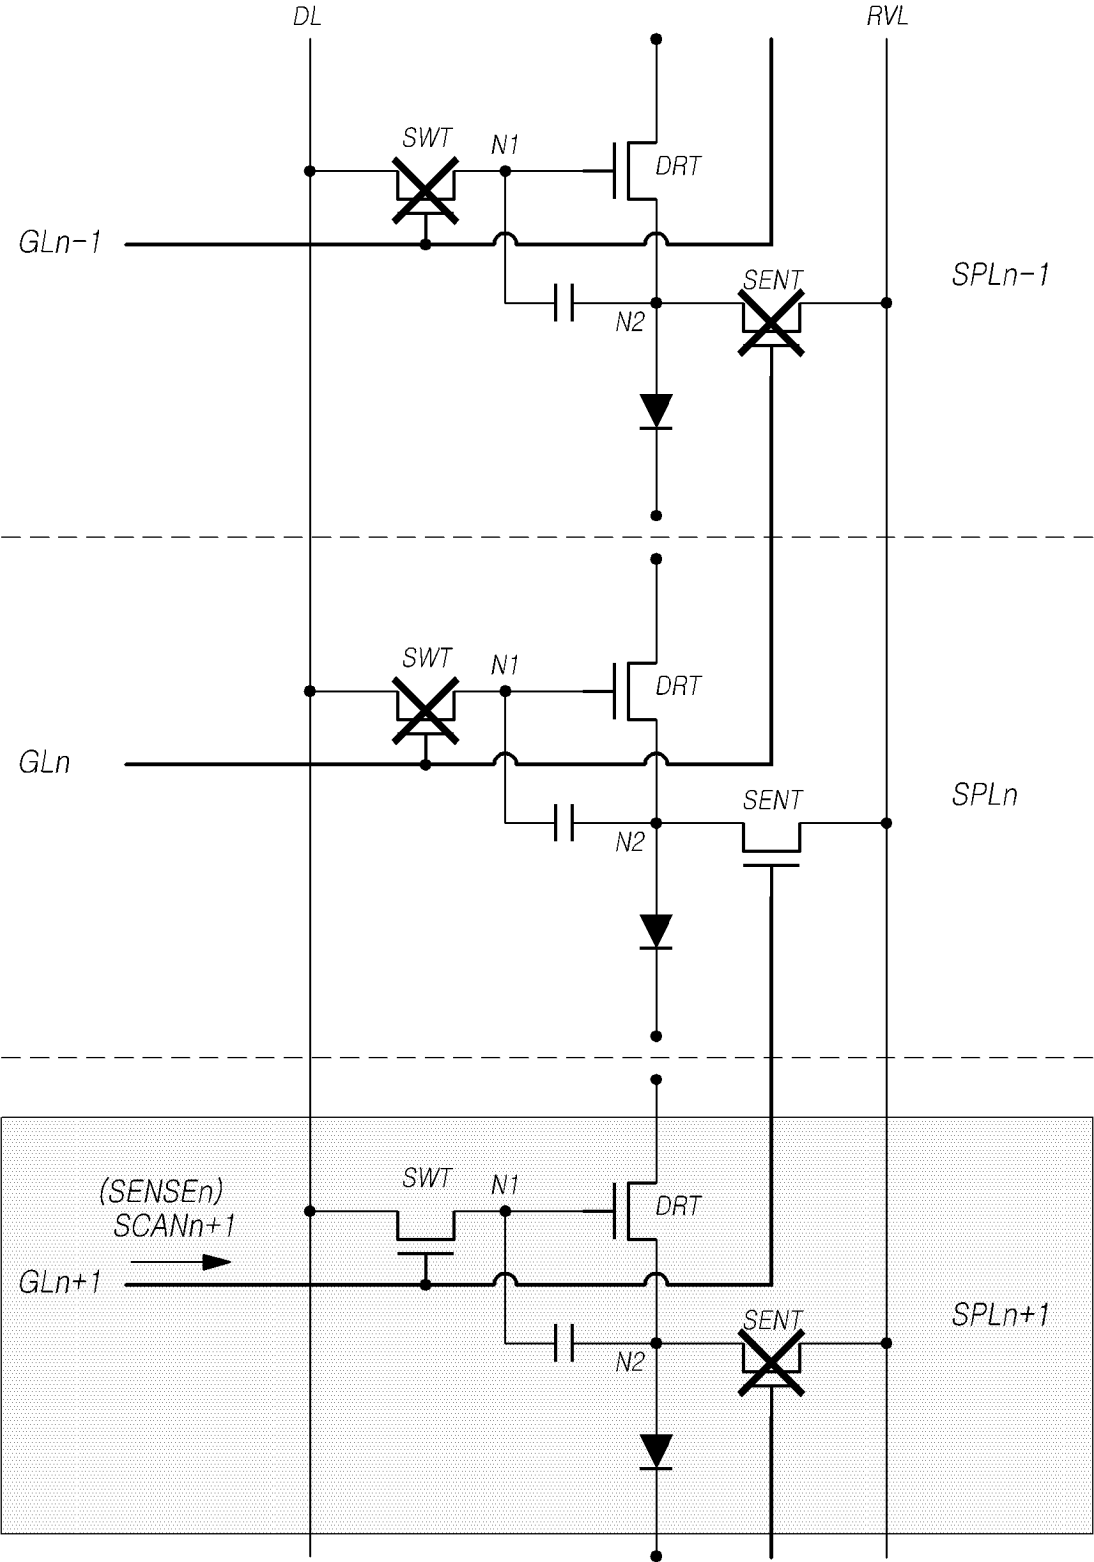 DL RVL
SWT N1
DRT
GLn-1
SPLn-1
SENT
N2
SWT N1
DRT
GLn
SPLn
SENT
N2
SWT N1
(SENSEn)
DRT
SCANn+1
GLn+1
SPLn+1
SENT
N2